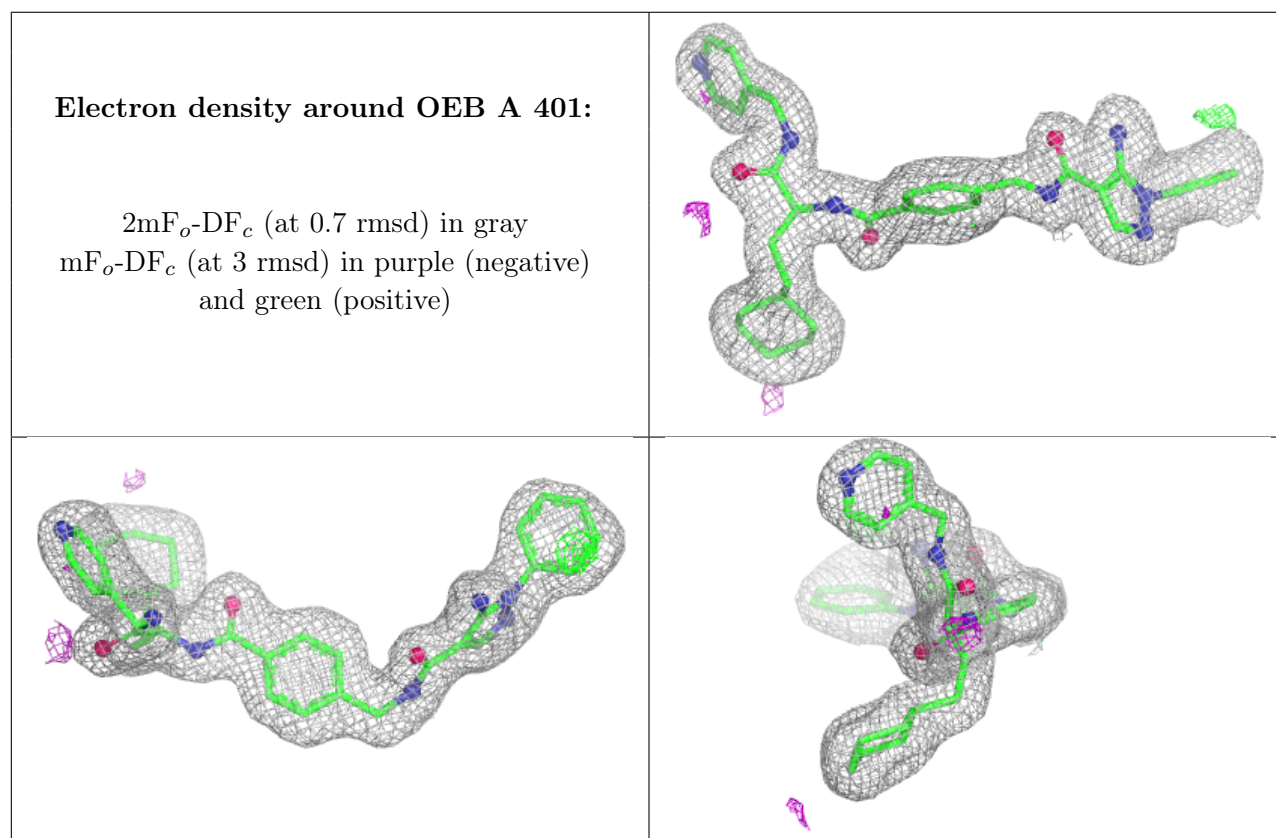 Electron density around OEB A 401:
2mFo-DFc (at 0.7 rmsd) in gray
mFo-DFc (at 3 rmsd) in purple (negative)
and green (positive)